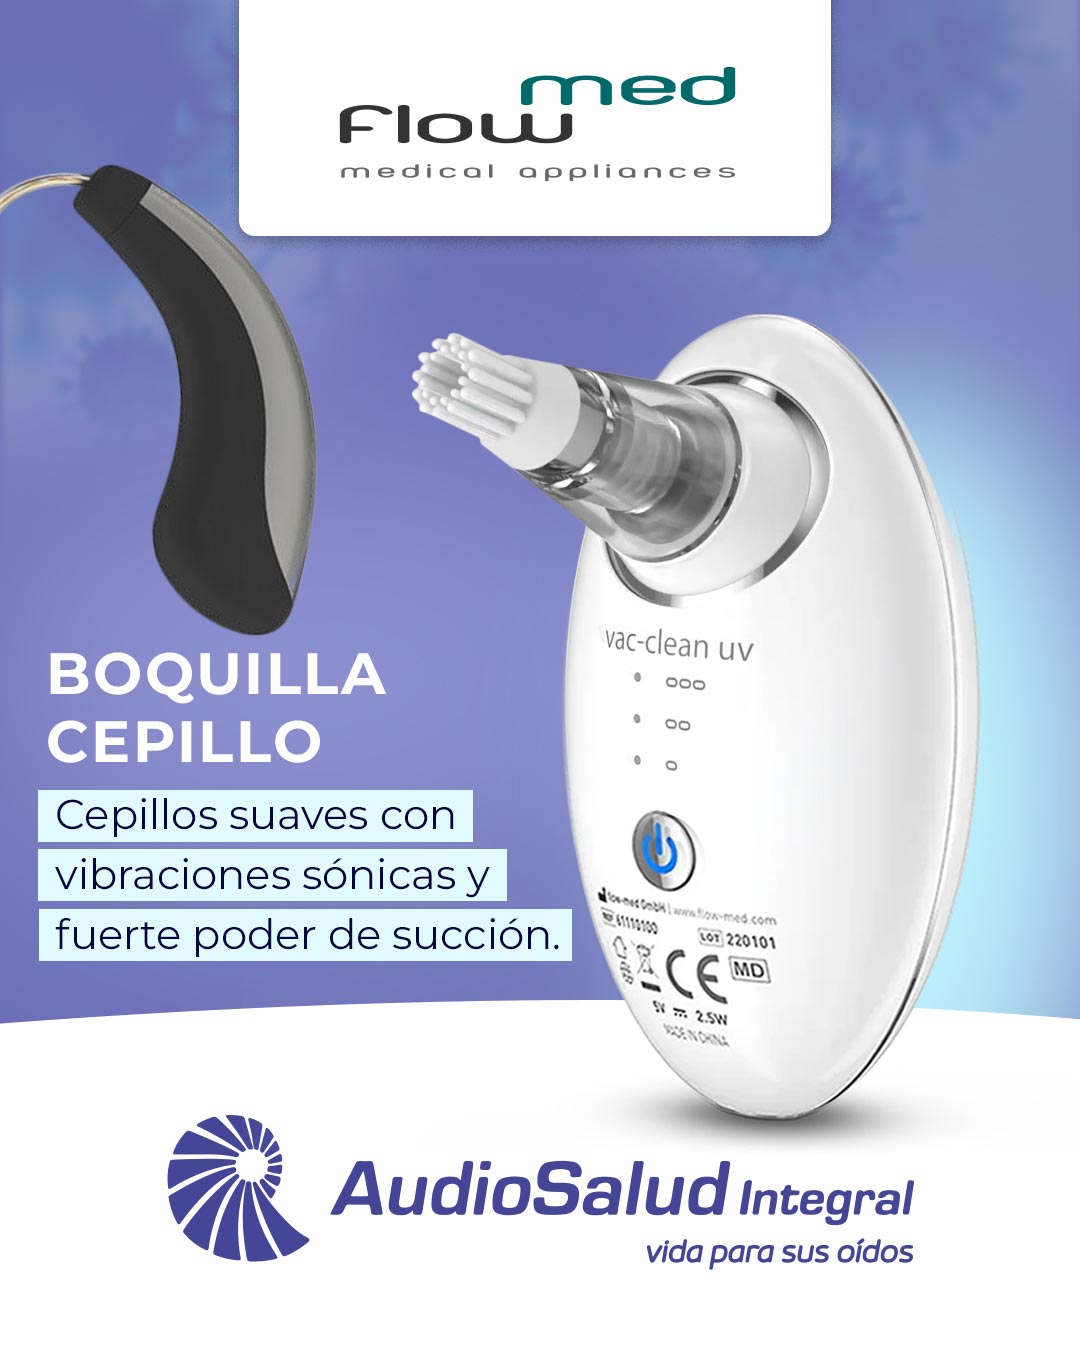 flow med
medical appliances
vac-clean uv
BOQUILLA
CEPILLO
Cepillos suaves con
vibraciones sónicas y
fuerte poder de succión.
flow-med GmbH | www.flow-med.com
REF 61110100
LOT 220101
CE MD
5V 2.5W
MADE IN CHINA
AudioSalud Integral
vida para sus oídos